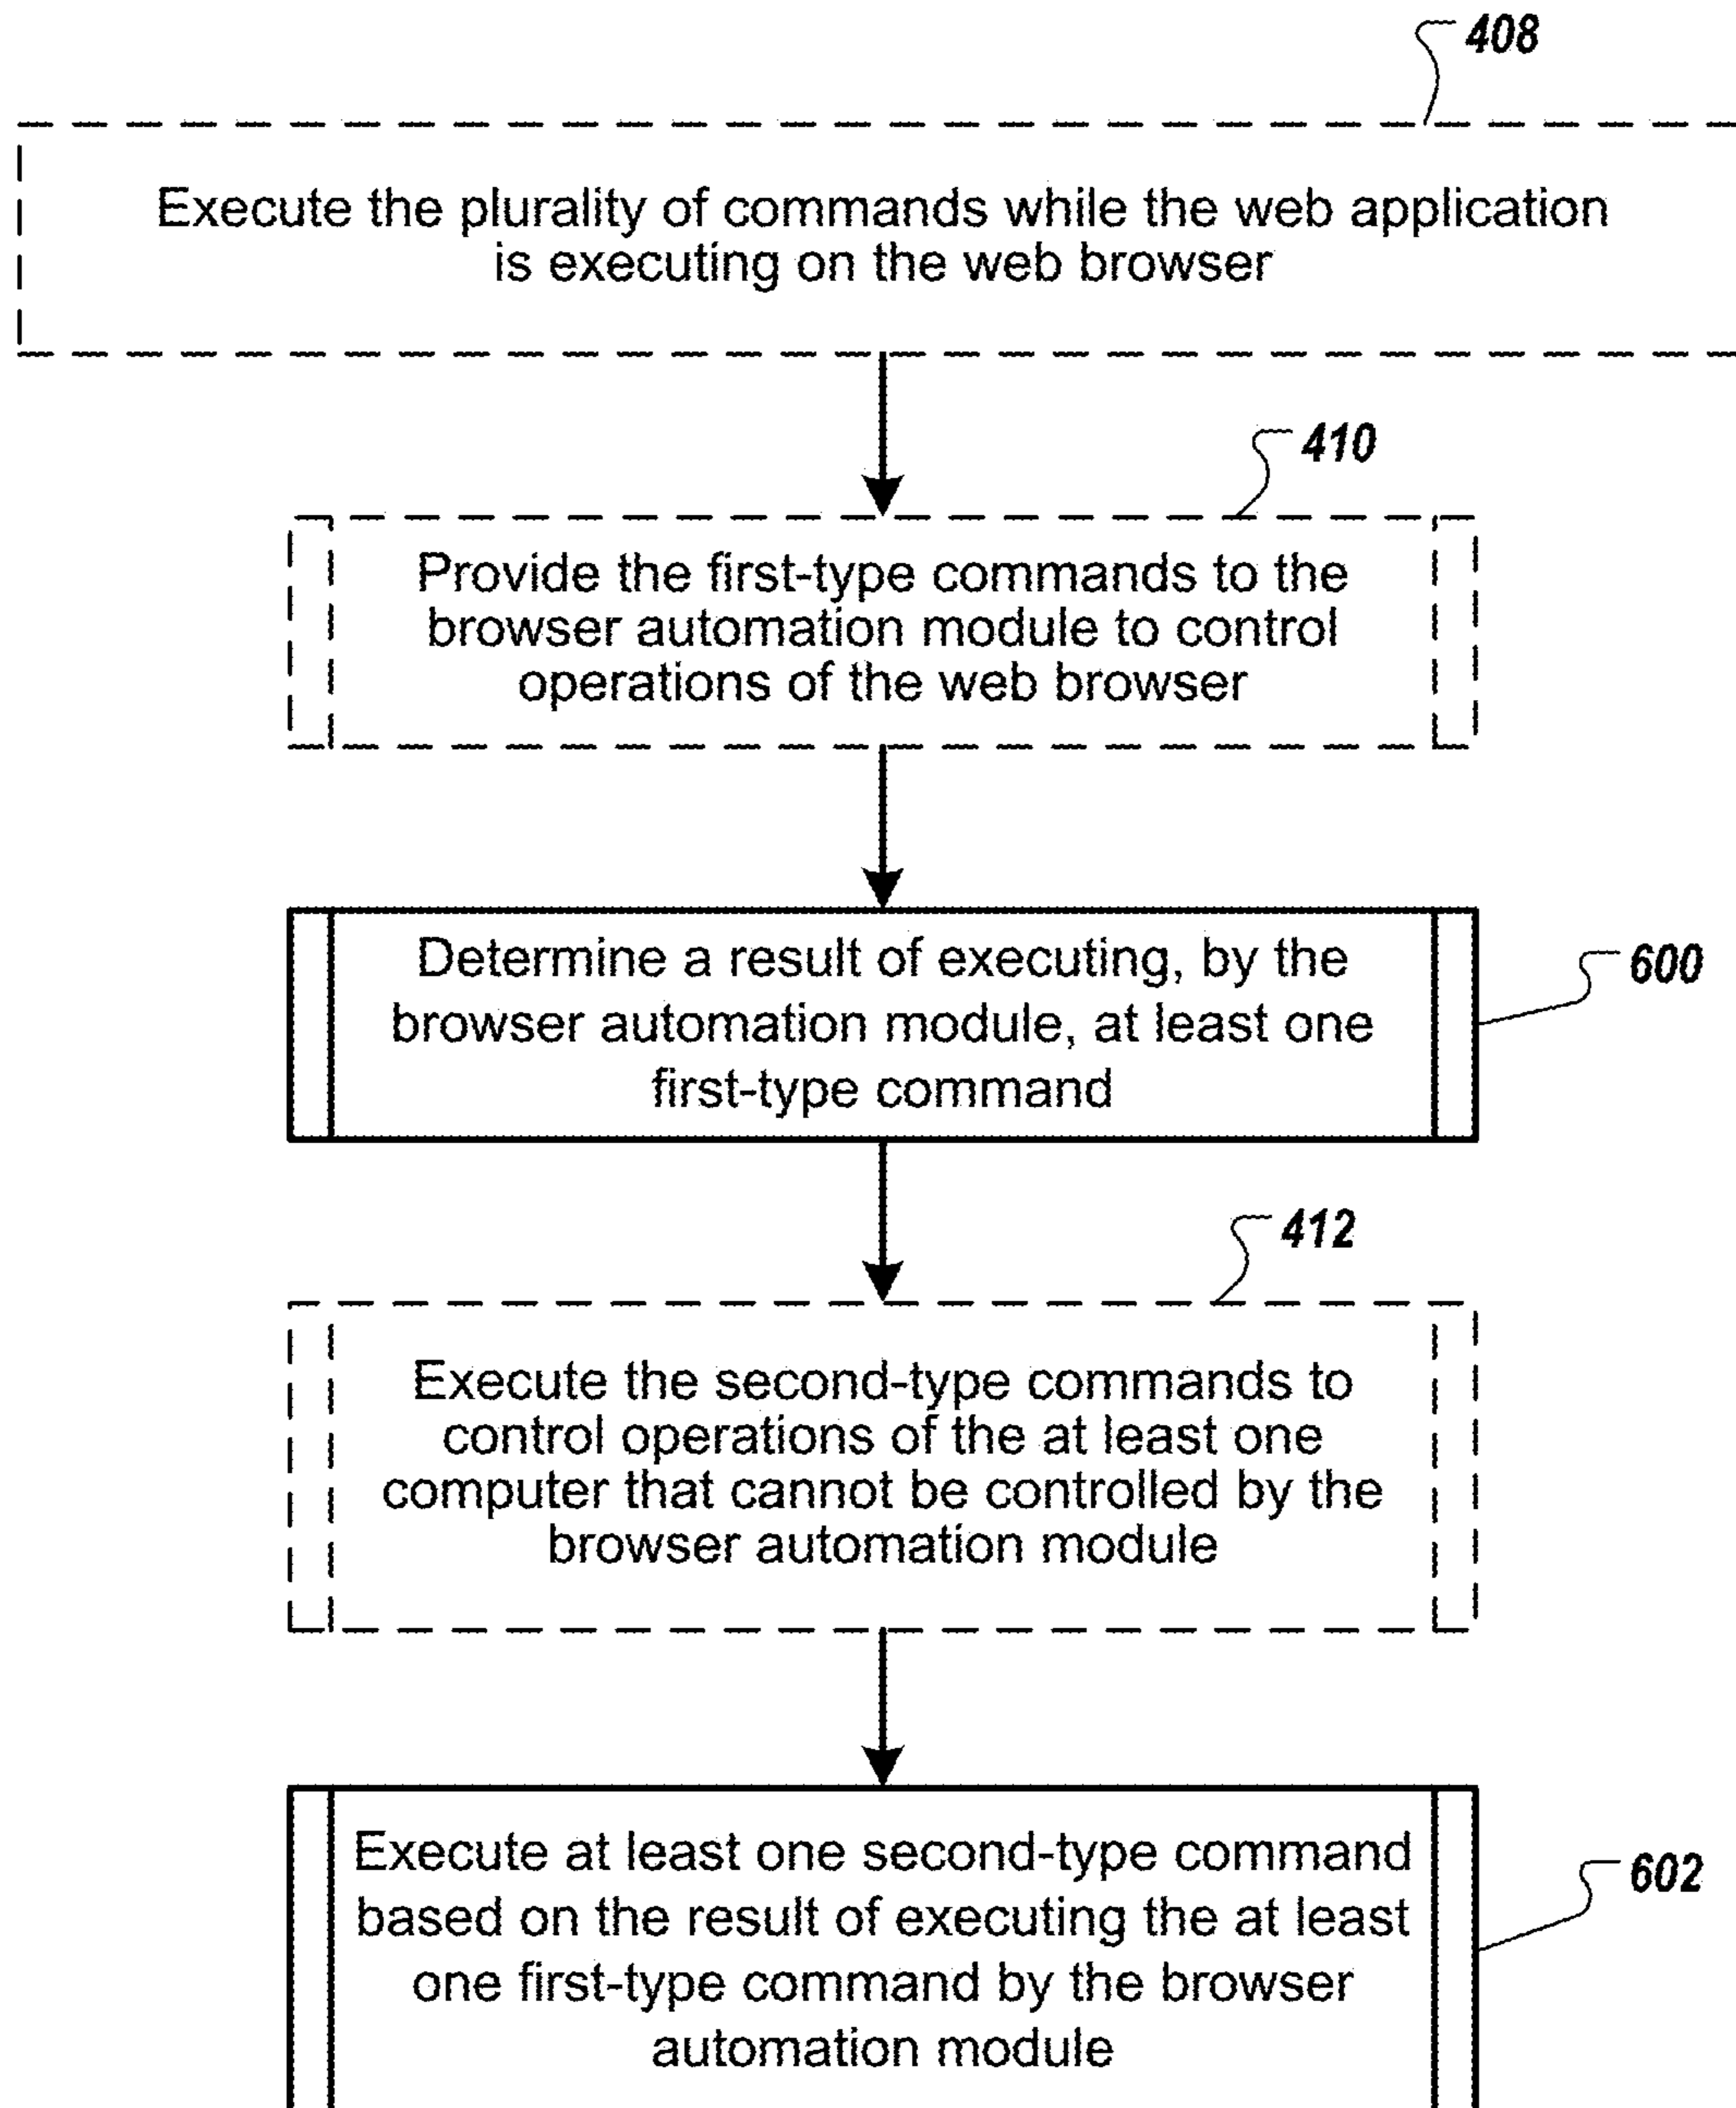 408
Execute the plurality of commands while the web application
is executing on the web browser
410
Provide the first-type commands to the
browser automation module to control
operations of the web browser
Determine a result of executing, by the
browser automation module, at least one
first-type command
600
412
Execute the second-type commands to
control operations of the at least one
computer that cannot be controlled by the
browser automation module
Execute at least one second-type command
based on the result of executing the at least
one first-type command by the browser
automation module
602